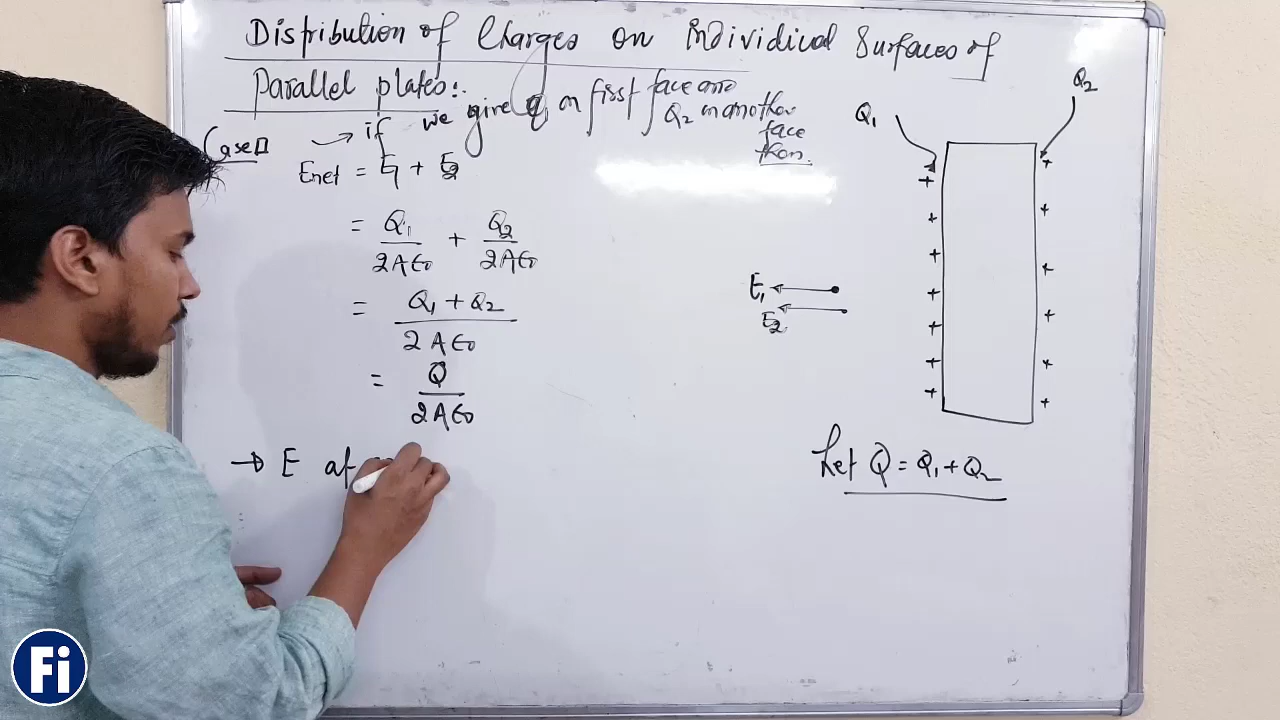 Distribution of Charges on individical Surfaces of
Parallel plates:
Case → if we give Q1 on first face and
Q2 on another
face
then.
Enet = E1 + E2
= Q1/2Aϵ0 + Q2/2Aϵ0
= Q1 + Q2/2Aϵ0
= Q/2Aϵ0
→ E at
Q1
Q2
+ + + + + + +
+ + + + + +
E1
E2
Let Q = Q1 + Q2
Fi